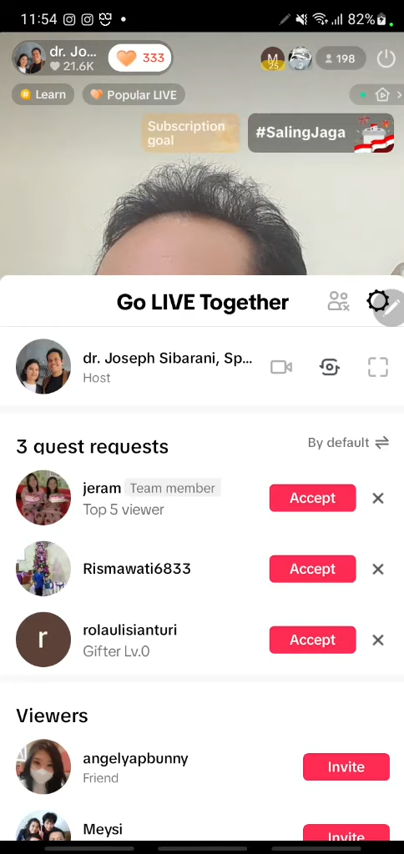 11:54
82%
dr. Jo...
21.6K
333
M
25
198
Learn
Popular LIVE
Subscription goal
#SalingJaga
Go LIVE Together
dr. Joseph Sibarani, Sp...
Host
3 guest requests
By default
jeram Team member
Top 5 viewer
Accept
Rismawati6833
Accept
r
rolaulisianturi
Gifter Lv.0
Accept
Viewers
angelyapbunny
Friend
Invite
Meysi
Invite